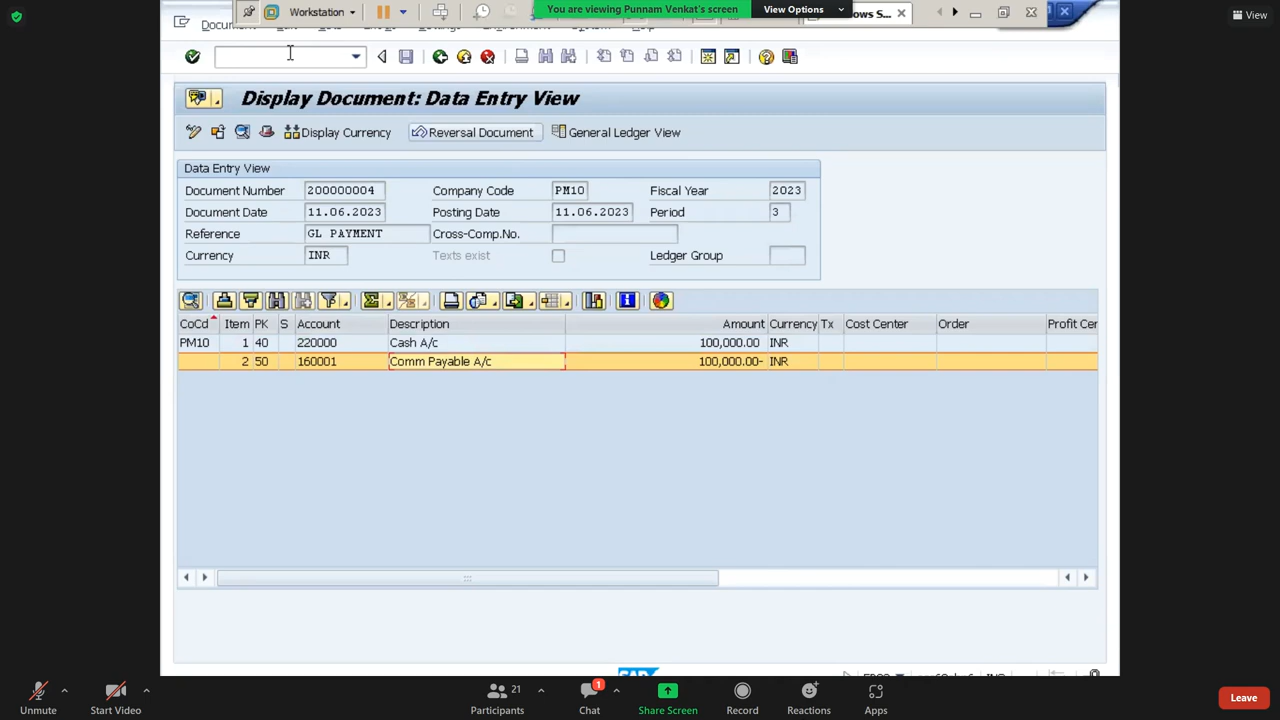 Workstation
You are viewing Punnam Venkat's screen
View Options
View
Display Document: Data Entry View
Display Currency
Reversal Document
General Ledger View
Data Entry View
Document Number 200000004 Company Code PM10 Fiscal Year 2023
Document Date 11.06.2023 Posting Date 11.06.2023 Period 3
Reference GL PAYMENT Cross-Comp.No.
Currency INR Texts exist Ledger Group
CoCd Item PK S Account Description Amount Currency Tx Cost Center Order Profit Cer
PM10 1 40 220000 Cash A/c 100,000.00 INR
2 50 160001 Comm Payable A/c 100,000.00- INR
21
1
Unmute Start Video Participants Chat Share Screen Record Reactions Apps Leave